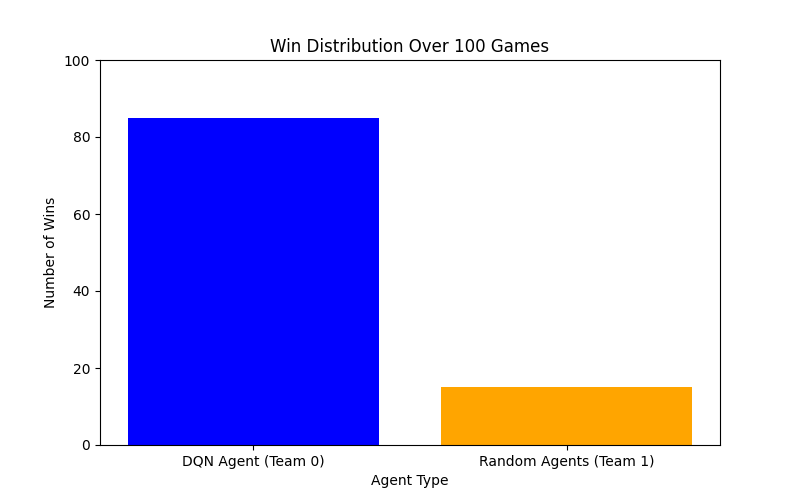 Win Distribution Over 100 Games
100
80
60
40
20
0
Number of Wins
DQN Agent (Team 0)
Random Agents (Team 1)
Agent Type